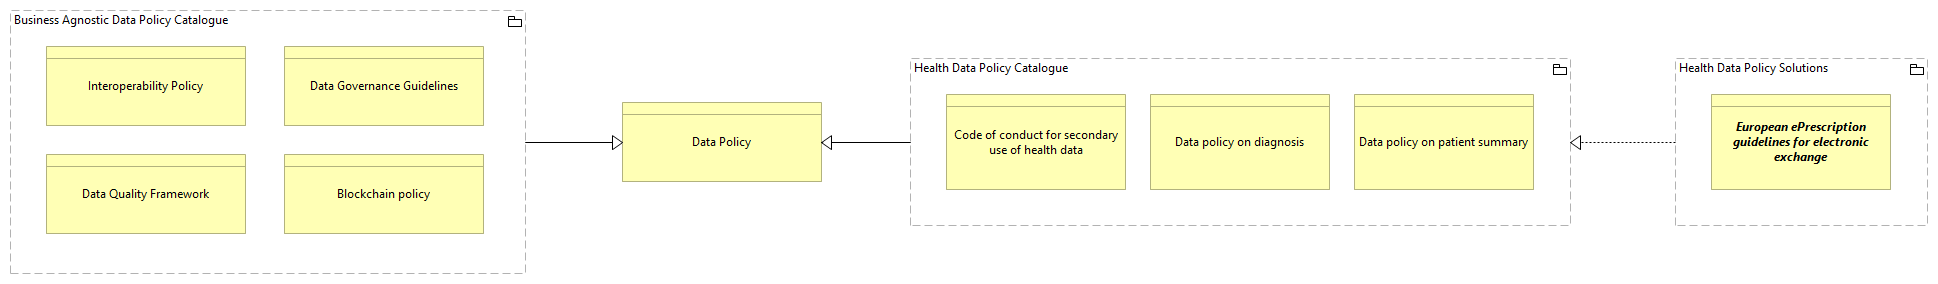 Business Agnostic Data Policy Catalogue
Interoperability Policy
Data Governance Guidelines
Data Quality Framework
Blockchain policy
Data Policy
Health Data Policy Catalogue
Code of conduct for secondary
use of health data
Data policy on diagnosis
Data policy on patient summary
Health Data Policy Solutions
European ePrescription
guidelines for electronic
exchange